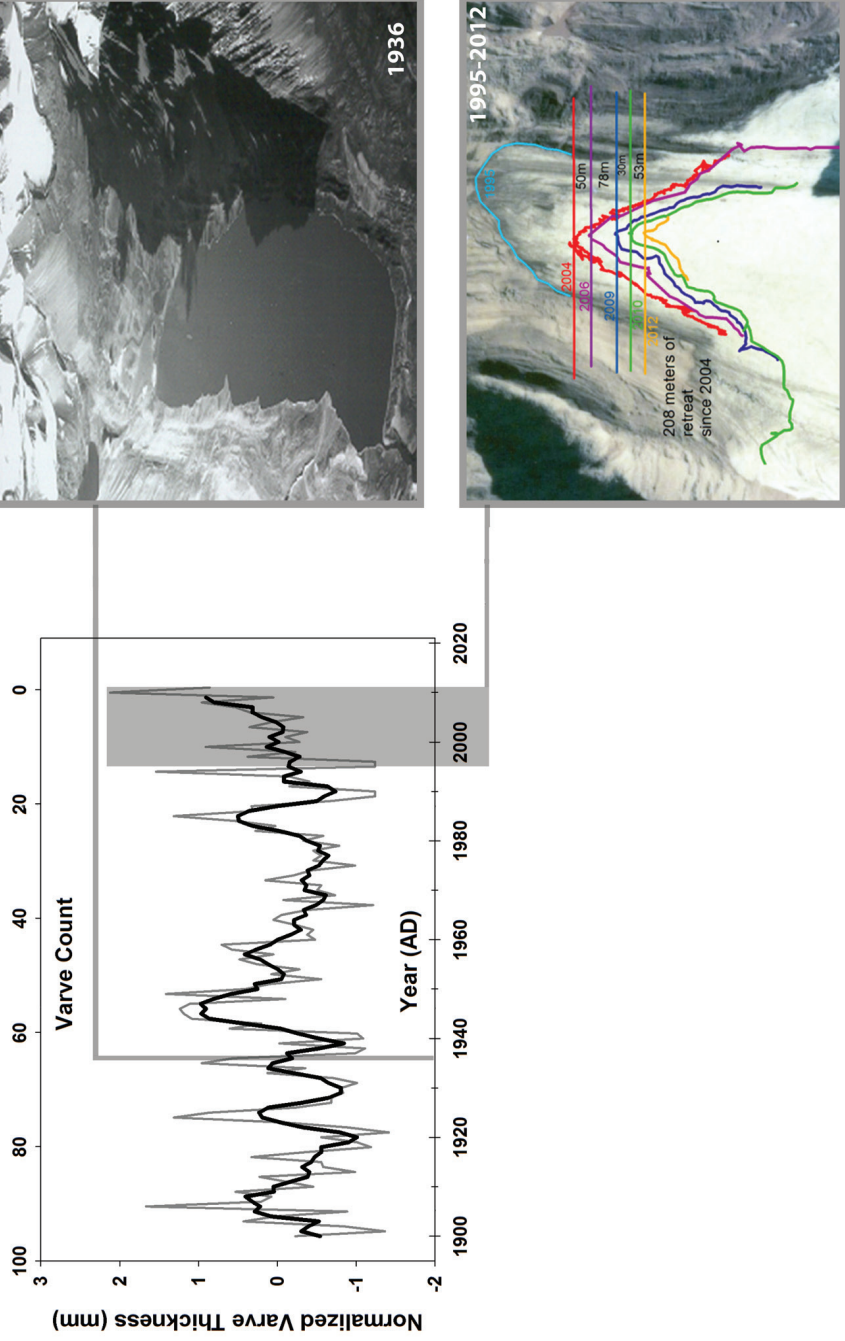 100 80 60 40 20 0
Varve Count
Normalized Varve Thickness (mm)
3
2
1
0
-1
-2
Year (AD)
1900 1920 1940 1960 1980 2000 2020
1936
1995-2012
1995
2004
50m
2006
78m
2009
30m
2010
53m
2012
208 meters of
retreat
since 2004